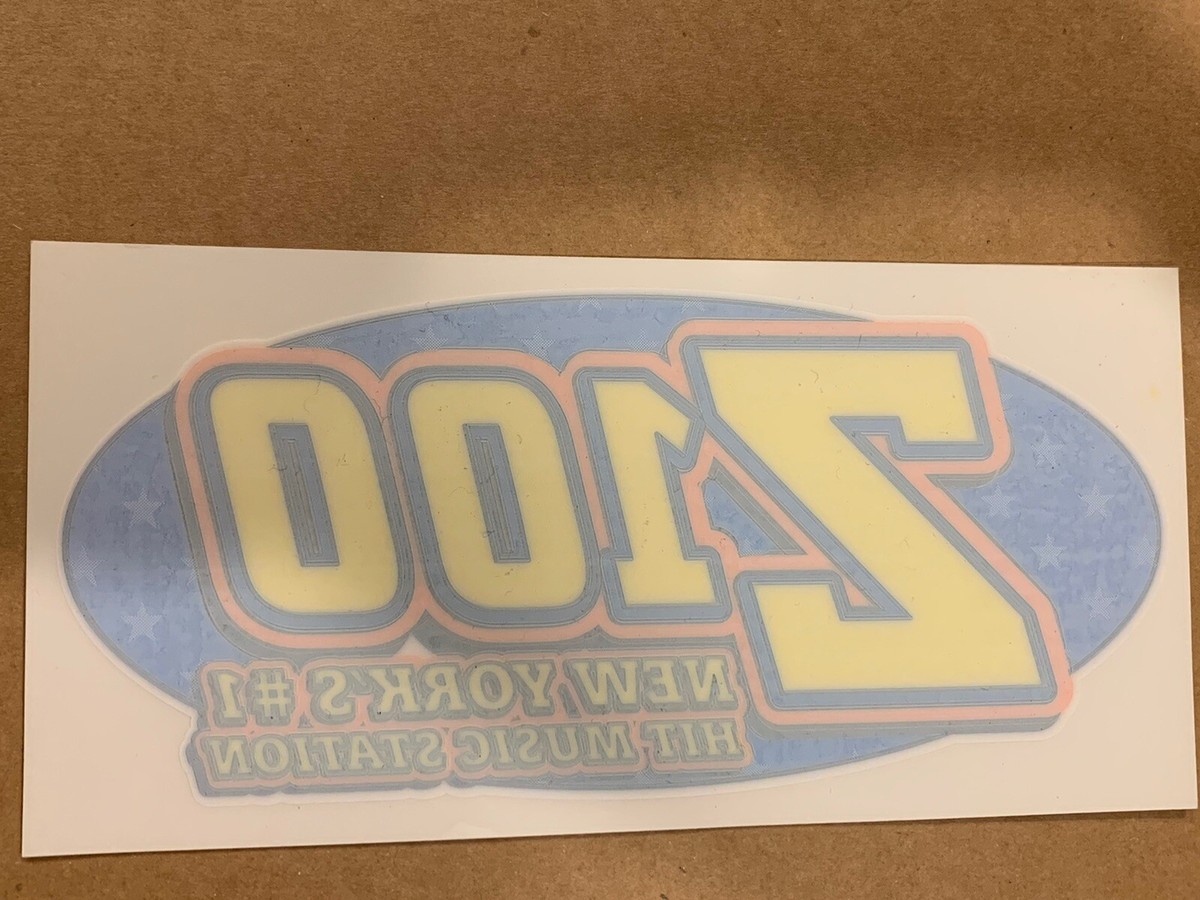 Z100
NEW YORK'S #1
HIT MUSIC STATION